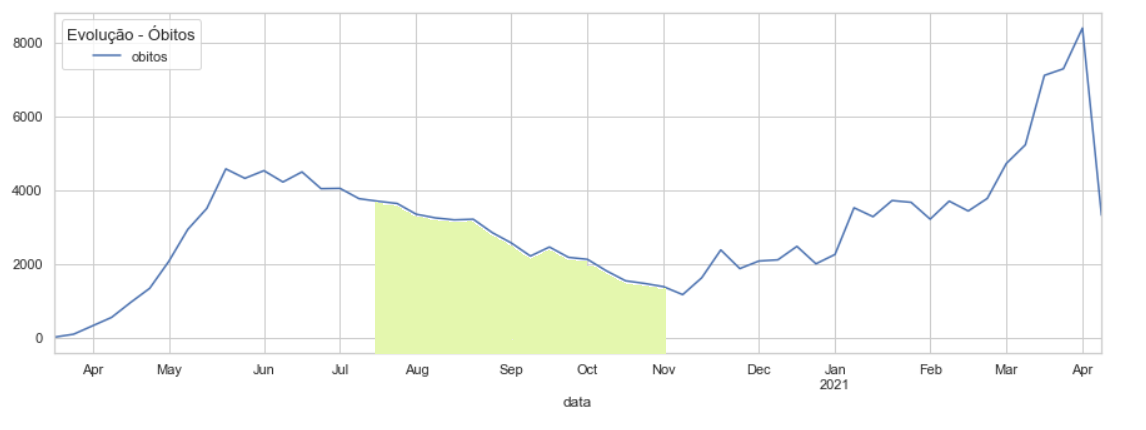 Evolução - Óbitos
obitos
8000
6000
4000
2000
0
Apr May Jun Jul Aug Sep Oct Nov Dec Jan Feb Mar Apr
2021
data